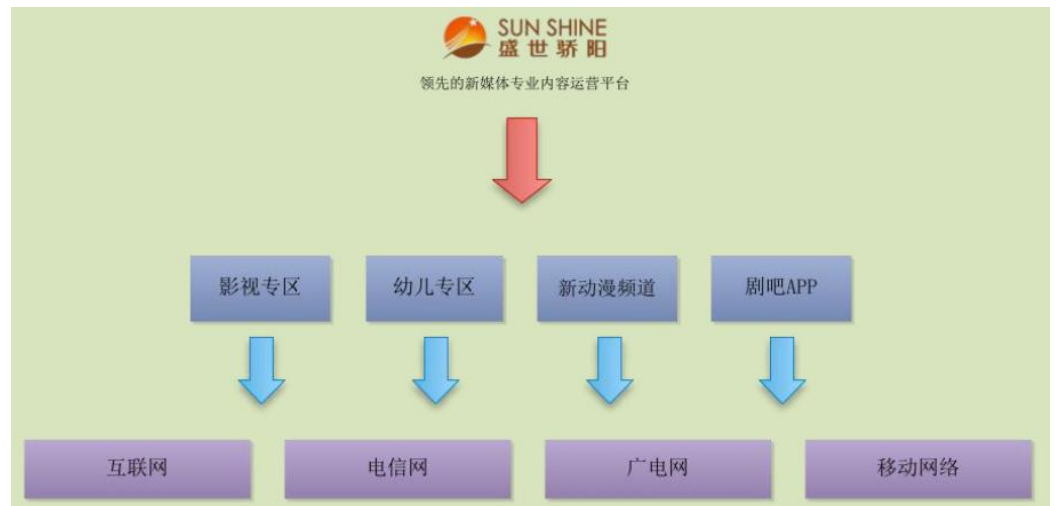 SUN SHINE
盛世骄阳
领先的新媒体专业内容运营平台
影视专区
幼儿专区
新动漫频道
剧吧APP
互联网
电信网
广电网
移动网络